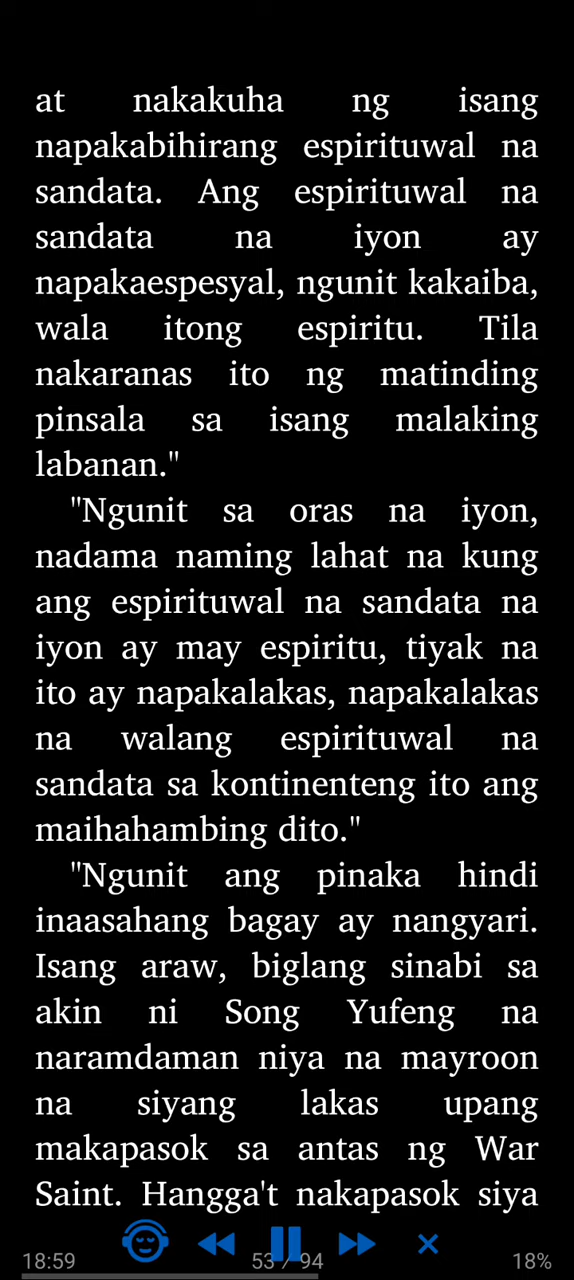 at nakakuha ng isang
napakabihirang espirituwal na
sandata. Ang espirituwal na
sandata na iyon ay
napakaespesyal, ngunit kakaiba,
wala itong espiritu. Tila
nakaranas ito ng matinding
pinsala sa isang malaking
labanan."
"Ngunit sa oras na iyon,
nadama naming lahat na kung
ang espirituwal na sandata na
iyon ay may espiritu, tiyak na
ito ay napakalakas, napakalakas
na walang espirituwal na
sandata sa kontinenteng ito ang
maihahambing dito."
"Ngunit ang pinaka hindi
inaasahang bagay ay nangyari.
Isang araw, biglang sinabi sa
akin ni Song Yufeng na
naramdaman niya na mayroon
na siyang lakas upang
makapasok sa antas ng War
Saint. Hangga't nakapasok siya
18:59 53 / 94 18%